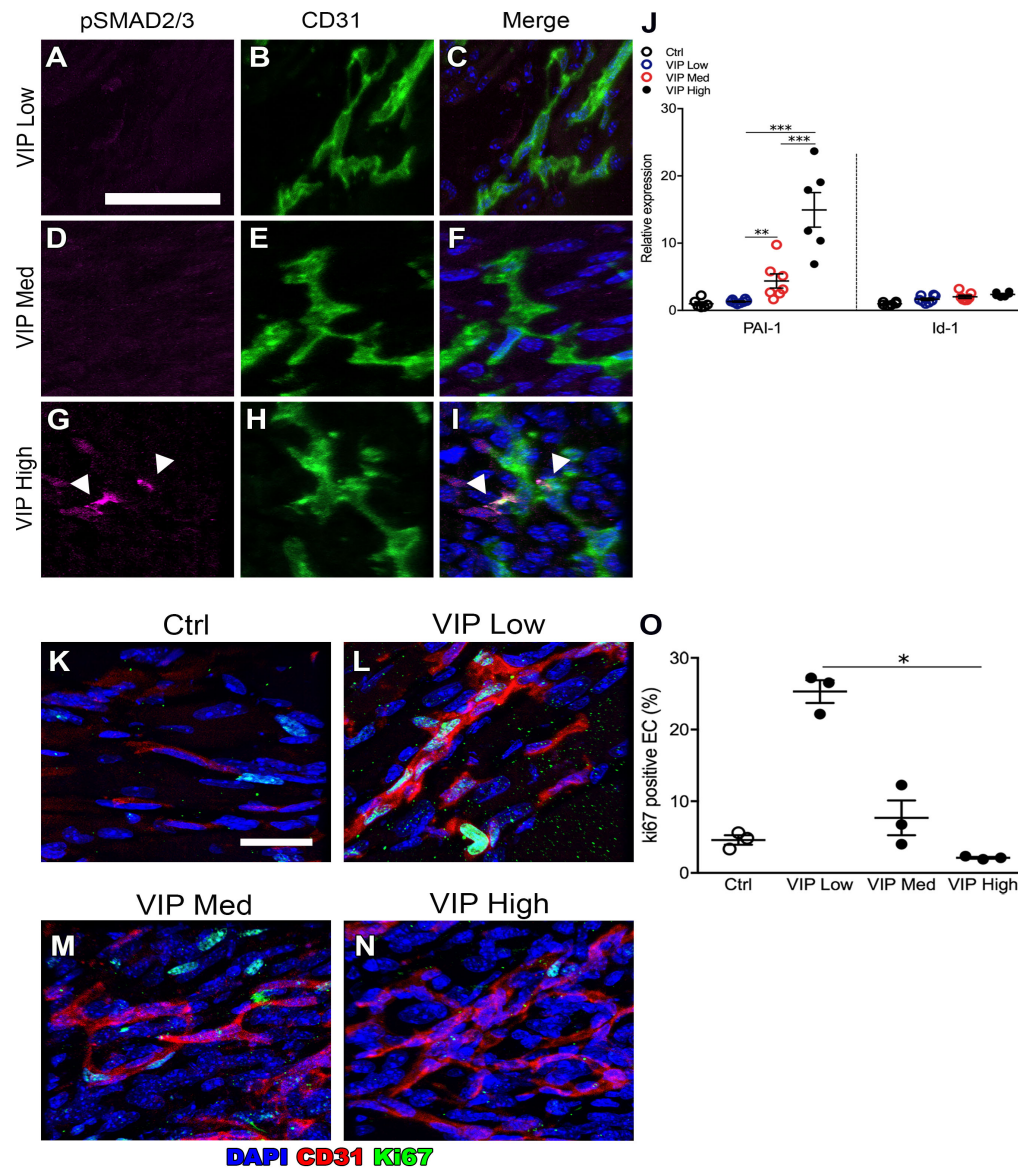 pSMAD2/3 CD31 Merge
VIP Low
A B C
VIP Med
D E F
VIP High
G H I
J
Ctrl
VIP Low
VIP Med
VIP High
Relative expression
30
20
10
0
***
***
**
PAI-1 Id-1
Ctrl VIP Low
K L
VIP Med VIP High
M N
DAPI CD31 Ki67
O
ki67 positive EC (%)
30
20
10
0
*
Ctrl VIP Low VIP Med VIP High